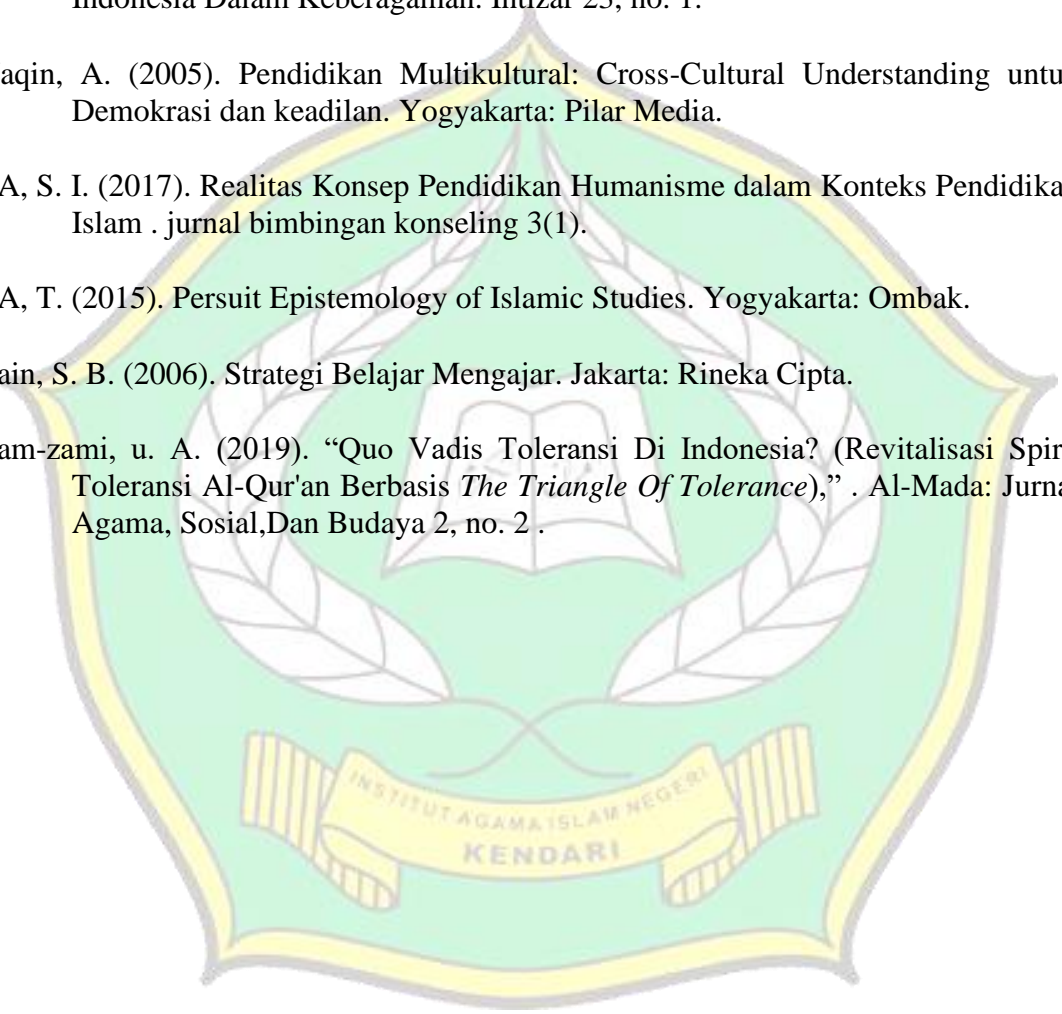 Indonesia Dalam Keberagaman. Intizar 23, no. 1.
aqin, A. (2005). Pendidikan Multikultural: Cross-Cultural Understanding untu
Demokrasi dan keadilan. Yogyakarta: Pilar Media.
A, S. I. (2017). Realitas Konsep Pendidikan Humanisme dalam Konteks Pendidika
Islam . jurnal bimbingan konseling 3(1).
A, T. (2015). Persuit Epistemology of Islamic Studies. Yogyakarta: Ombak.
ain, S. B. (2006). Strategi Belajar Mengajar. Jakarta: Rineka Cipta.
am-zami, u. A. (2019). “Quo Vadis Toleransi Di Indonesia? (Revitalisasi Spir
Toleransi Al-Qur'an Berbasis The Triangle Of Tolerance),” . Al-Mada: Jurna
Agama, Sosial,Dan Budaya 2, no. 2 .
INSTITUT AGAMA ISLAM NEGERI
KENDARI